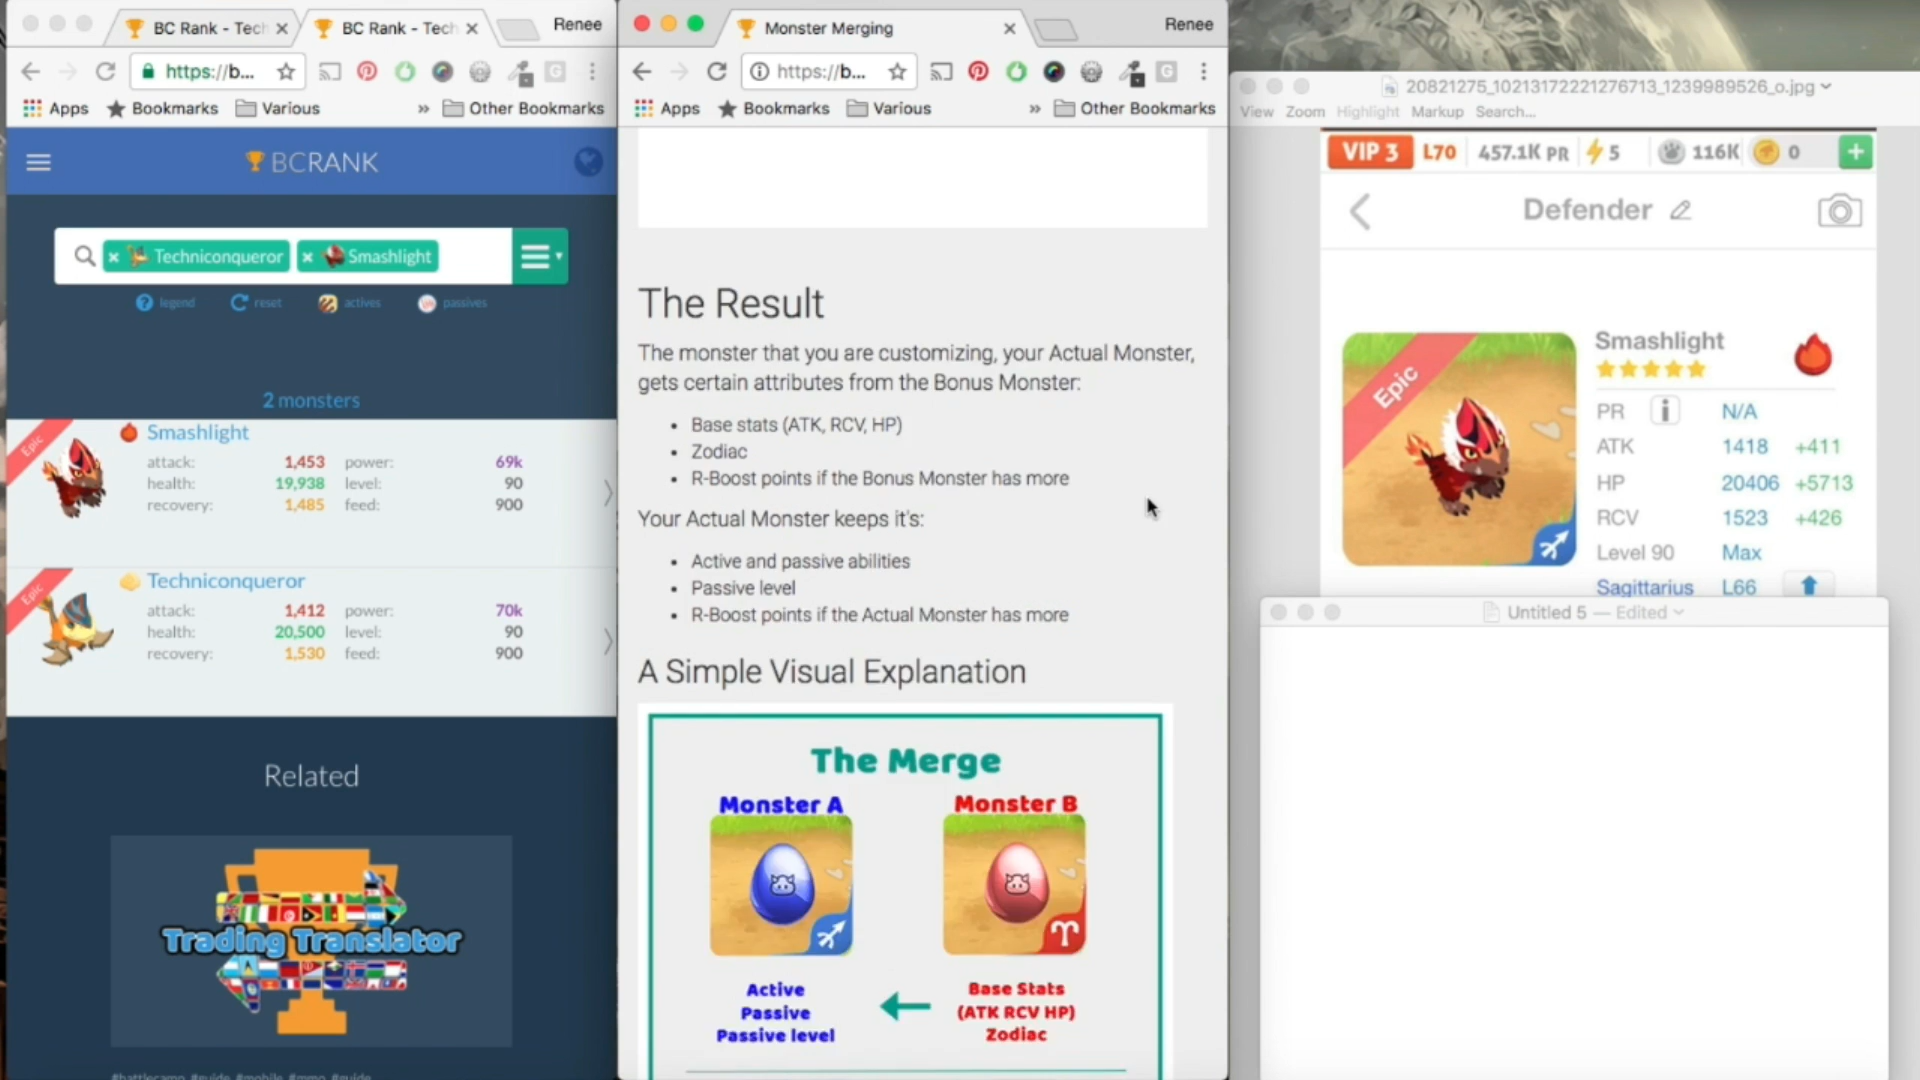 BC Rank - Tech
BC Rank - Tech
Renee
https://b...
Apps
Bookmarks
Various
»
Other Bookmarks
BCRANK
× Techniconqueror
× Smashlight
legend
reset
actives
passives
2 monsters
Epic
Smashlight
attack: 1,453 power: 69k
health: 19,938 level: 90
recovery: 1,485 feed: 900
Epic
Techniconqueror
attack: 1,412 power: 70k
health: 20,500 level: 90
recovery: 1,530 feed: 900
Related
Trading Translator
#battlecamp #guide #mobile #mmo #guide
Monster Merging
Renee
https://b...
Apps
Bookmarks
Various
»
Other Bookmarks
The Result
The monster that you are customizing, your Actual Monster,
gets certain attributes from the Bonus Monster:
• Base stats (ATK, RCV, HP)
• Zodiac
• R-Boost points if the Bonus Monster has more
Your Actual Monster keeps it's:
• Active and passive abilities
• Passive level
• R-Boost points if the Actual Monster has more
A Simple Visual Explanation
The Merge
Monster A
Monster B
Active
Passive
Passive level
Base Stats
(ATK RCV HP)
Zodiac
20821275_10213172221276713_1239989526_o.jpg
View Zoom Highlight Markup Search...
VIP 3 L70 457.1K PR 5 116K 0 +
Defender
Epic
Smashlight
PR i N/A
ATK 1418 +411
HP 20406 +5713
RCV 1523 +426
Level 90 Max
Sagittarius L66
Untitled 5 — Edited